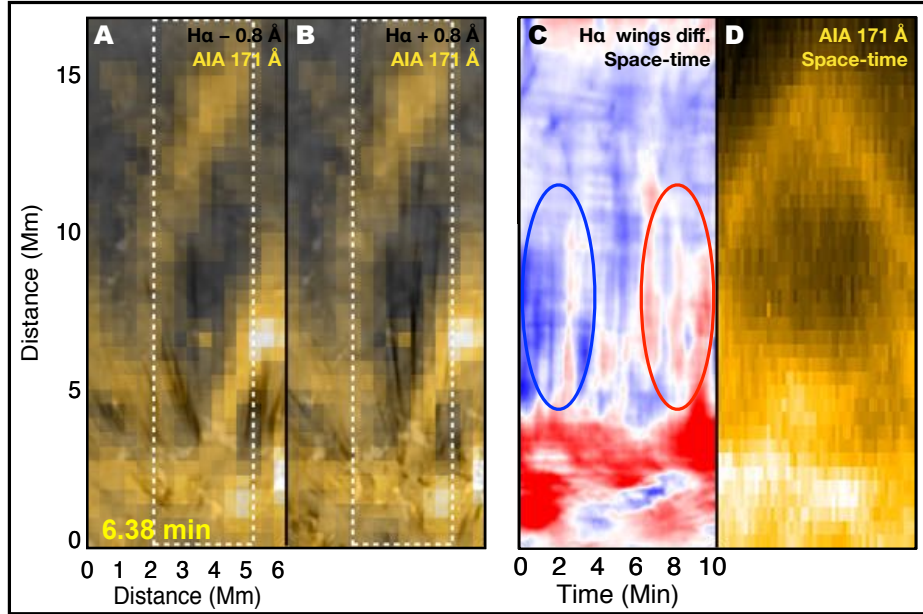 A
Hα − 0.8 Å
AIA 171 Å
B
Hα + 0.8 Å
AIA 171 Å
C
Hα wings diff.
Space-time
D
AIA 171 Å
Space-time
15
10
5
0
Distance (Mm)
6.38 min
0 1 2 3 4 5 6
Distance (Mm)
0 2 4 6 8 10
Time (Min)